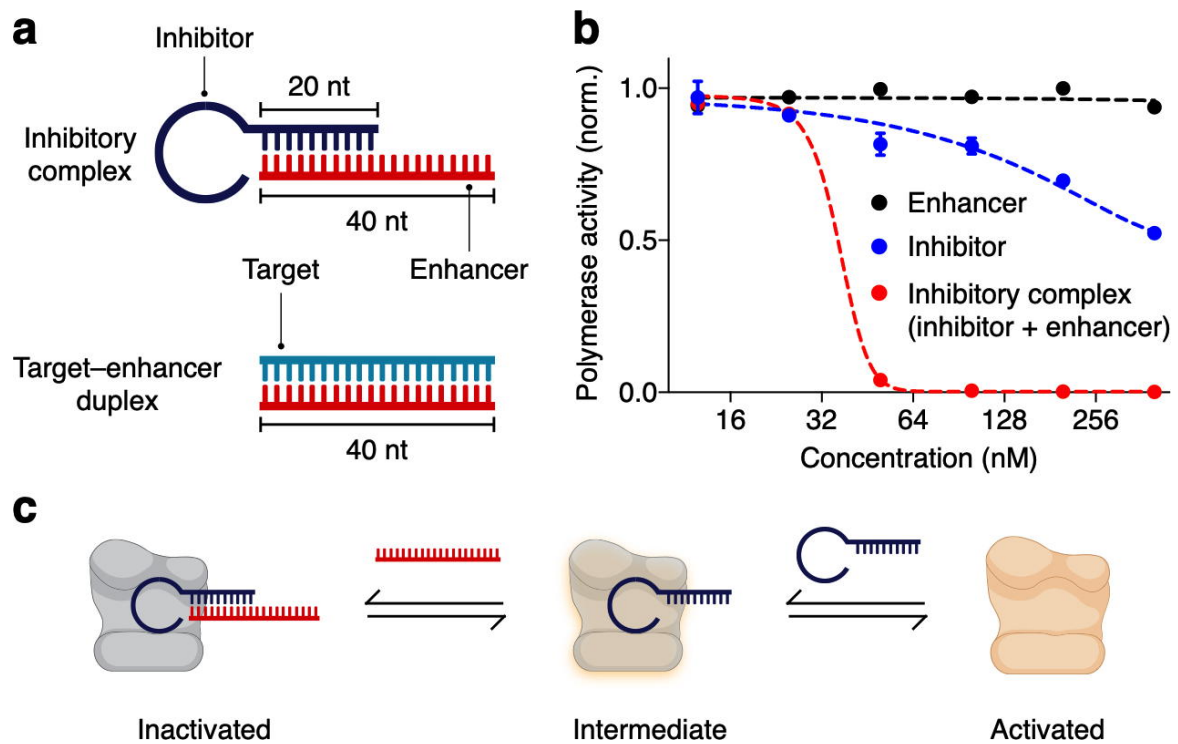 a
Inhibitor
20 nt
Inhibitory
complex
40 nt
Target
Enhancer
Target–enhancer
duplex
40 nt
b
Polymerase activity (norm.)
1.0
0.5
0.0
Enhancer
Inhibitor
Inhibitory complex
(inhibitor + enhancer)
16 32 64 128 256
Concentration (nM)
c
Inactivated
Intermediate
Activated